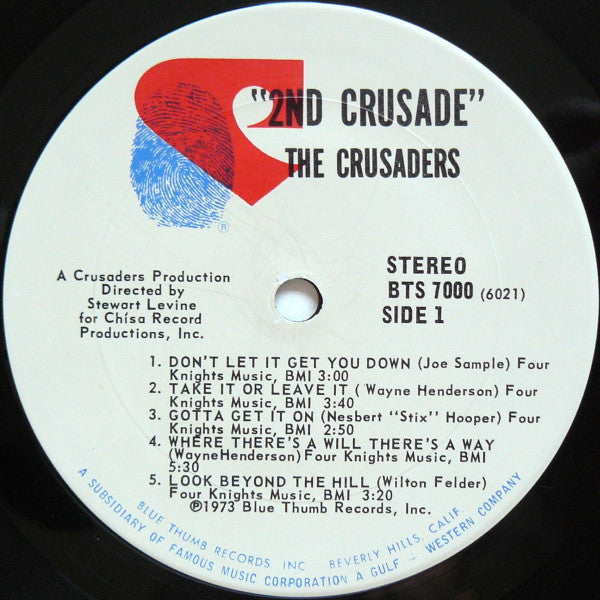 "2ND CRUSADE"
THE CRUSADERS
®
A Crusaders Production
Directed by
Stewart Levine
for Chisa Record
Productions, Inc.
STEREO
BTS 7000 (6021)
SIDE 1
1. DON'T LET IT GET YOU DOWN (Joe Sample) Four
Knights Music, BMI 3:00
2. TAKE IT OR LEAVE IT ( Wayne Henderson) Four
Knights Music, BMI 3:40
3. GOTTA GET IT ON (Nesbert "Stix" Hooper) Four
Knights Music, BMI 2:50
4. WHERE THERE'S A WILL THERE'S A WAY
(WayneHenderson) Four Knights Music, BMI
5:30
5. LOOK BEYOND THE HILL (Wilton Felder)
Four Knights Music, BMI 3:20
℗1973 Blue Thumb Records, Inc.
BLUE THUMB RECORDS INC BEVERLY HILLS, CALIF.
A SUBSIDIARY OF FAMOUS MUSIC CORPORATION A GULF - WESTERN COMPANY